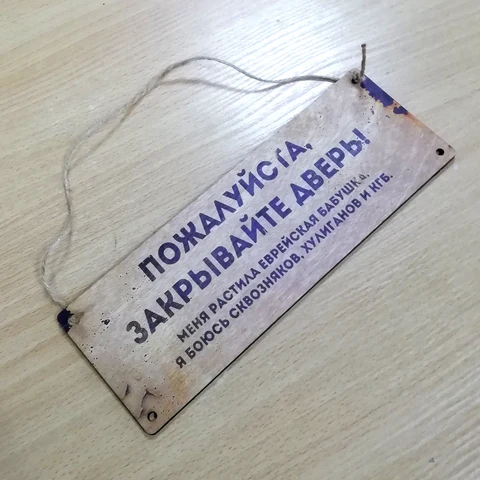 ПОЖАЛУЙСТА,
ЗАКРЫВАЙТЕ ДВЕРЬ!
МЕНЯ РАСТИЛА ЕВРЕЙСКАЯ БАБУШКА.
Я БОЮСЬ СКВОЗНЯКОВ, ХУЛИГАНОВ И КГБ.